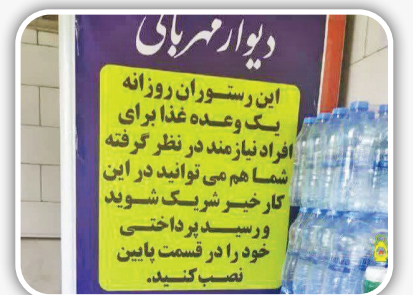 دیوار مهربانی
این رستوران روزانه
یک وعده غذا برای
افراد نیازمند در نظر گرفته
شما هم می توانید در این
کار خیر شریک شوید
و رسید پرداختی
خود را در قسمت پایین
نصب کنید.